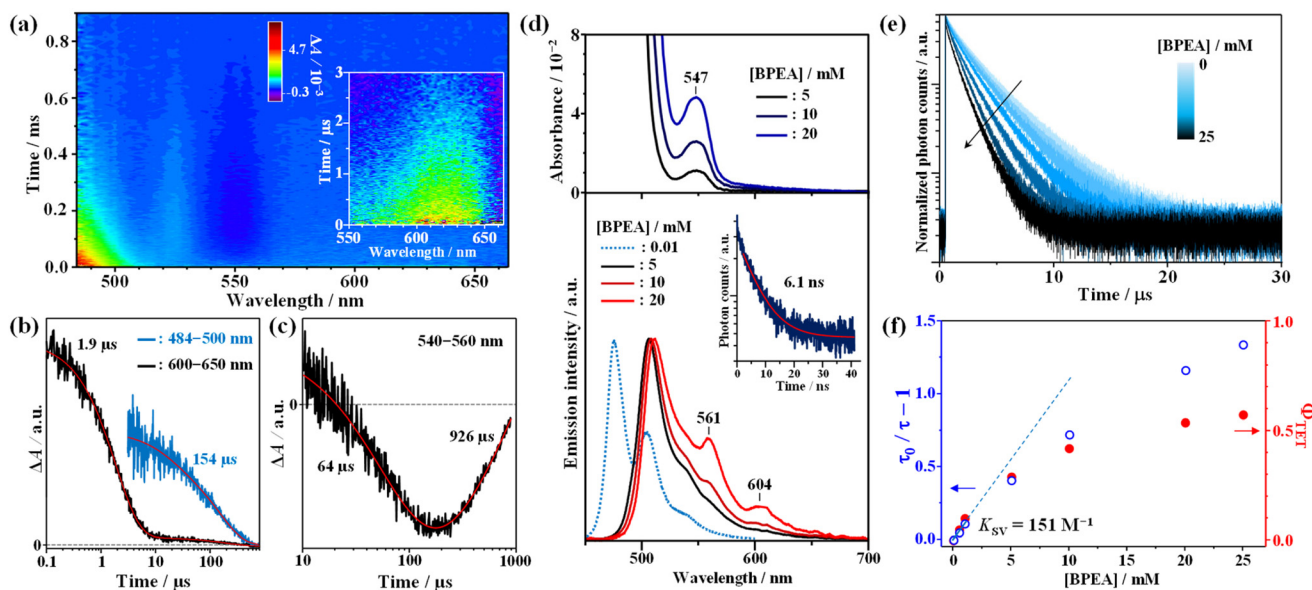 (a)
Time / ms
0.8
0.6
0.4
0.2
0.0
500
550
600
650
Wavelength / nm
4.7
−0.3
ΔA / 10⁻³
3
2
1
0
Time / μs
550
600
650
Wavelength / nm
(b)
1.9 μs
: 484−500 nm
: 600−650 nm
154 μs
ΔA / a.u.
0.1
1
10
100
Time / μs
(c)
540−560 nm
ΔA / a.u.
0
64 μs
926 μs
10
100
1000
Time / μs
(d)
Absorbance / 10⁻²
8
4
0
547
[BPEA] / mM
: 5
: 10
: 20
Emission intensity / a.u.
[BPEA] / mM
: 0.01
: 5
: 10
: 20
561
604
Photon counts / a.u.
6.1 ns
0
10
20
30
40
Time / ns
500
600
700
Wavelength / nm
(e)
Normalized photon counts / a.u.
[BPEA] / mM
0
25
0
10
20
30
Time / μs
(f)
τ₀ / τ − 1
1.5
1.0
0.75
0.5
0.25
0
1.0
0.5
0.0
Φ_TET
K_SV = 151 M⁻¹
0
5
10
15
20
25
[BPEA] / mM